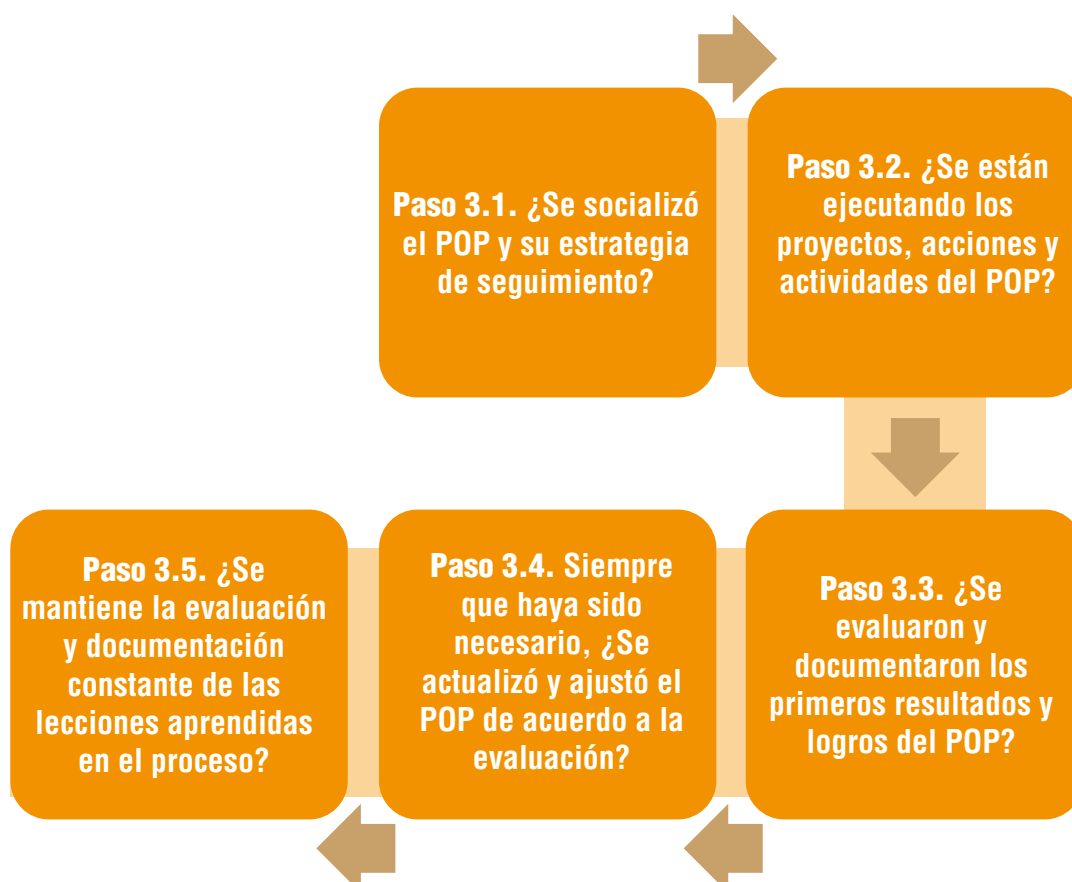 Paso 3.1. ¿Se socializó
el POP y su estrategia
de seguimiento?
Paso 3.2. ¿Se están
ejecutando los
proyectos, acciones y
actividades del POP?
Paso 3.3. ¿Se
evaluaron y
documentaron los
primeros resultados y
logros del POP?
Paso 3.4. Siempre
que haya sido
necesario, ¿Se
actualizó y ajustó el
POP de acuerdo a la
evaluación?
Paso 3.5. ¿Se
mantiene la evaluación
y documentación
constante de las
lecciones aprendidas
en el proceso?